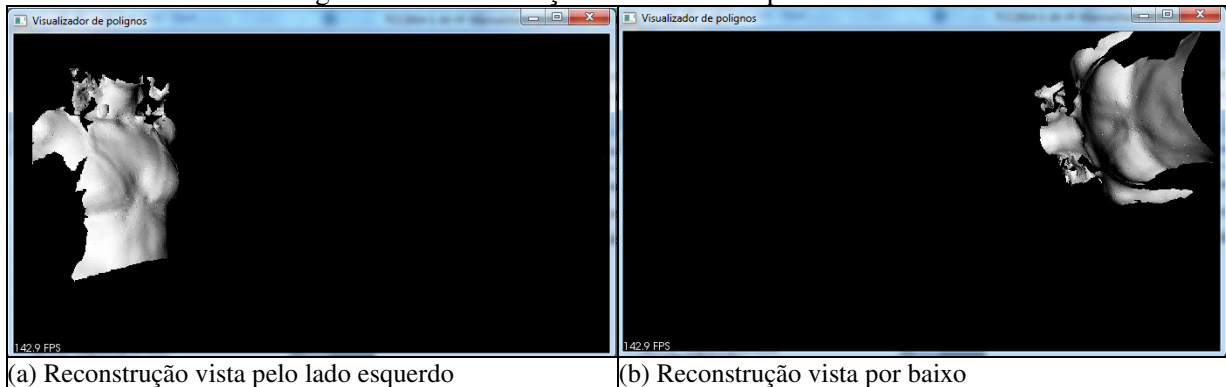 Visualizador de polignos
Visualizador de polignos
142.9 FPS
142.9 FPS
(a) Reconstrução vista pelo lado esquerdo
(b) Reconstrução vista por baixo